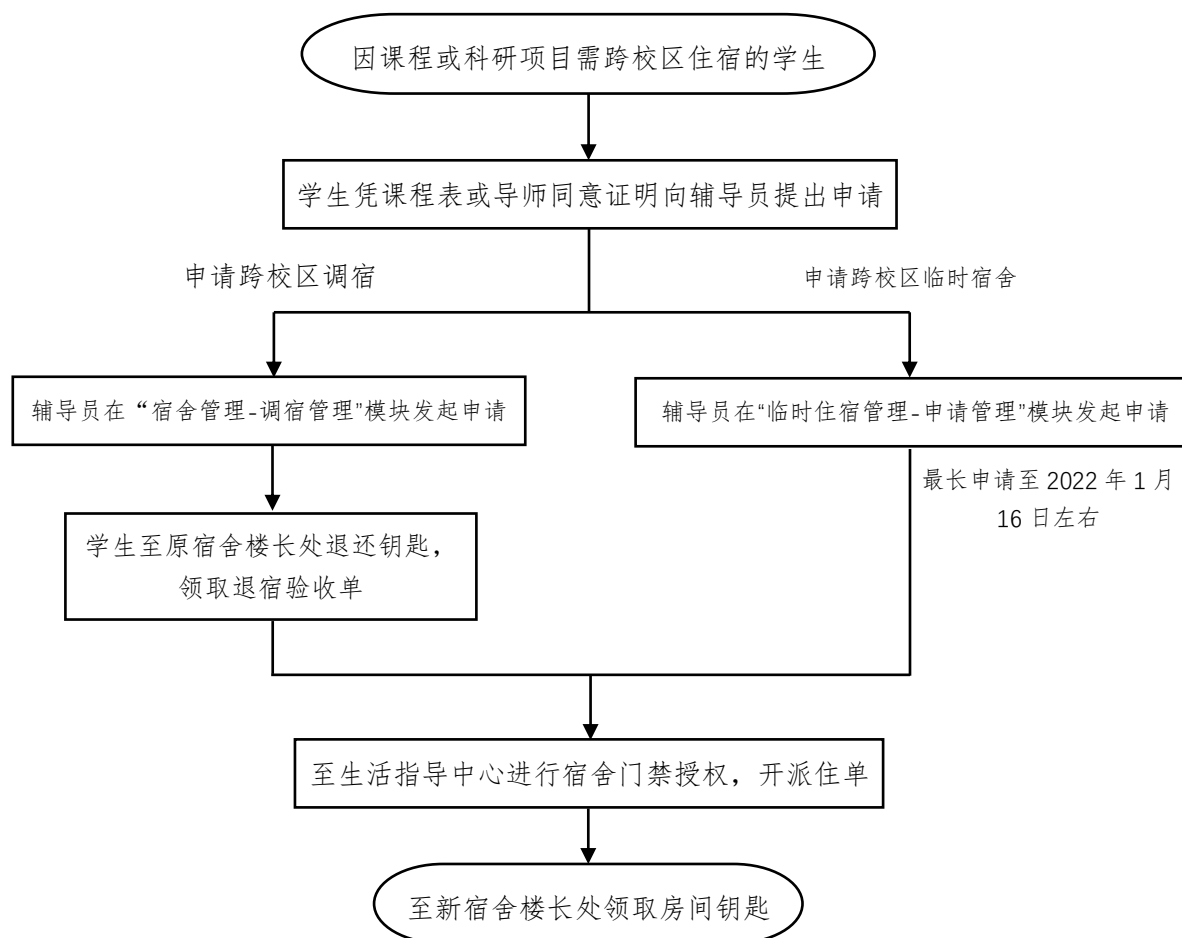 因课程或科研项目需跨校区住宿的学生
学生凭课程表或导师同意证明向辅导员提出申请
申请跨校区调宿
申请跨校区临时宿舍
辅导员在“宿舍管理-调宿管理”模块发起申请
辅导员在“临时住宿管理-申请管理”模块发起申请
最长申请至 2022 年 1 月
16 日左右
学生至原宿舍楼长处退还钥匙，
领取退宿验收单
至生活指导中心进行宿舍门禁授权，开派住单
至新宿舍楼长处领取房间钥匙